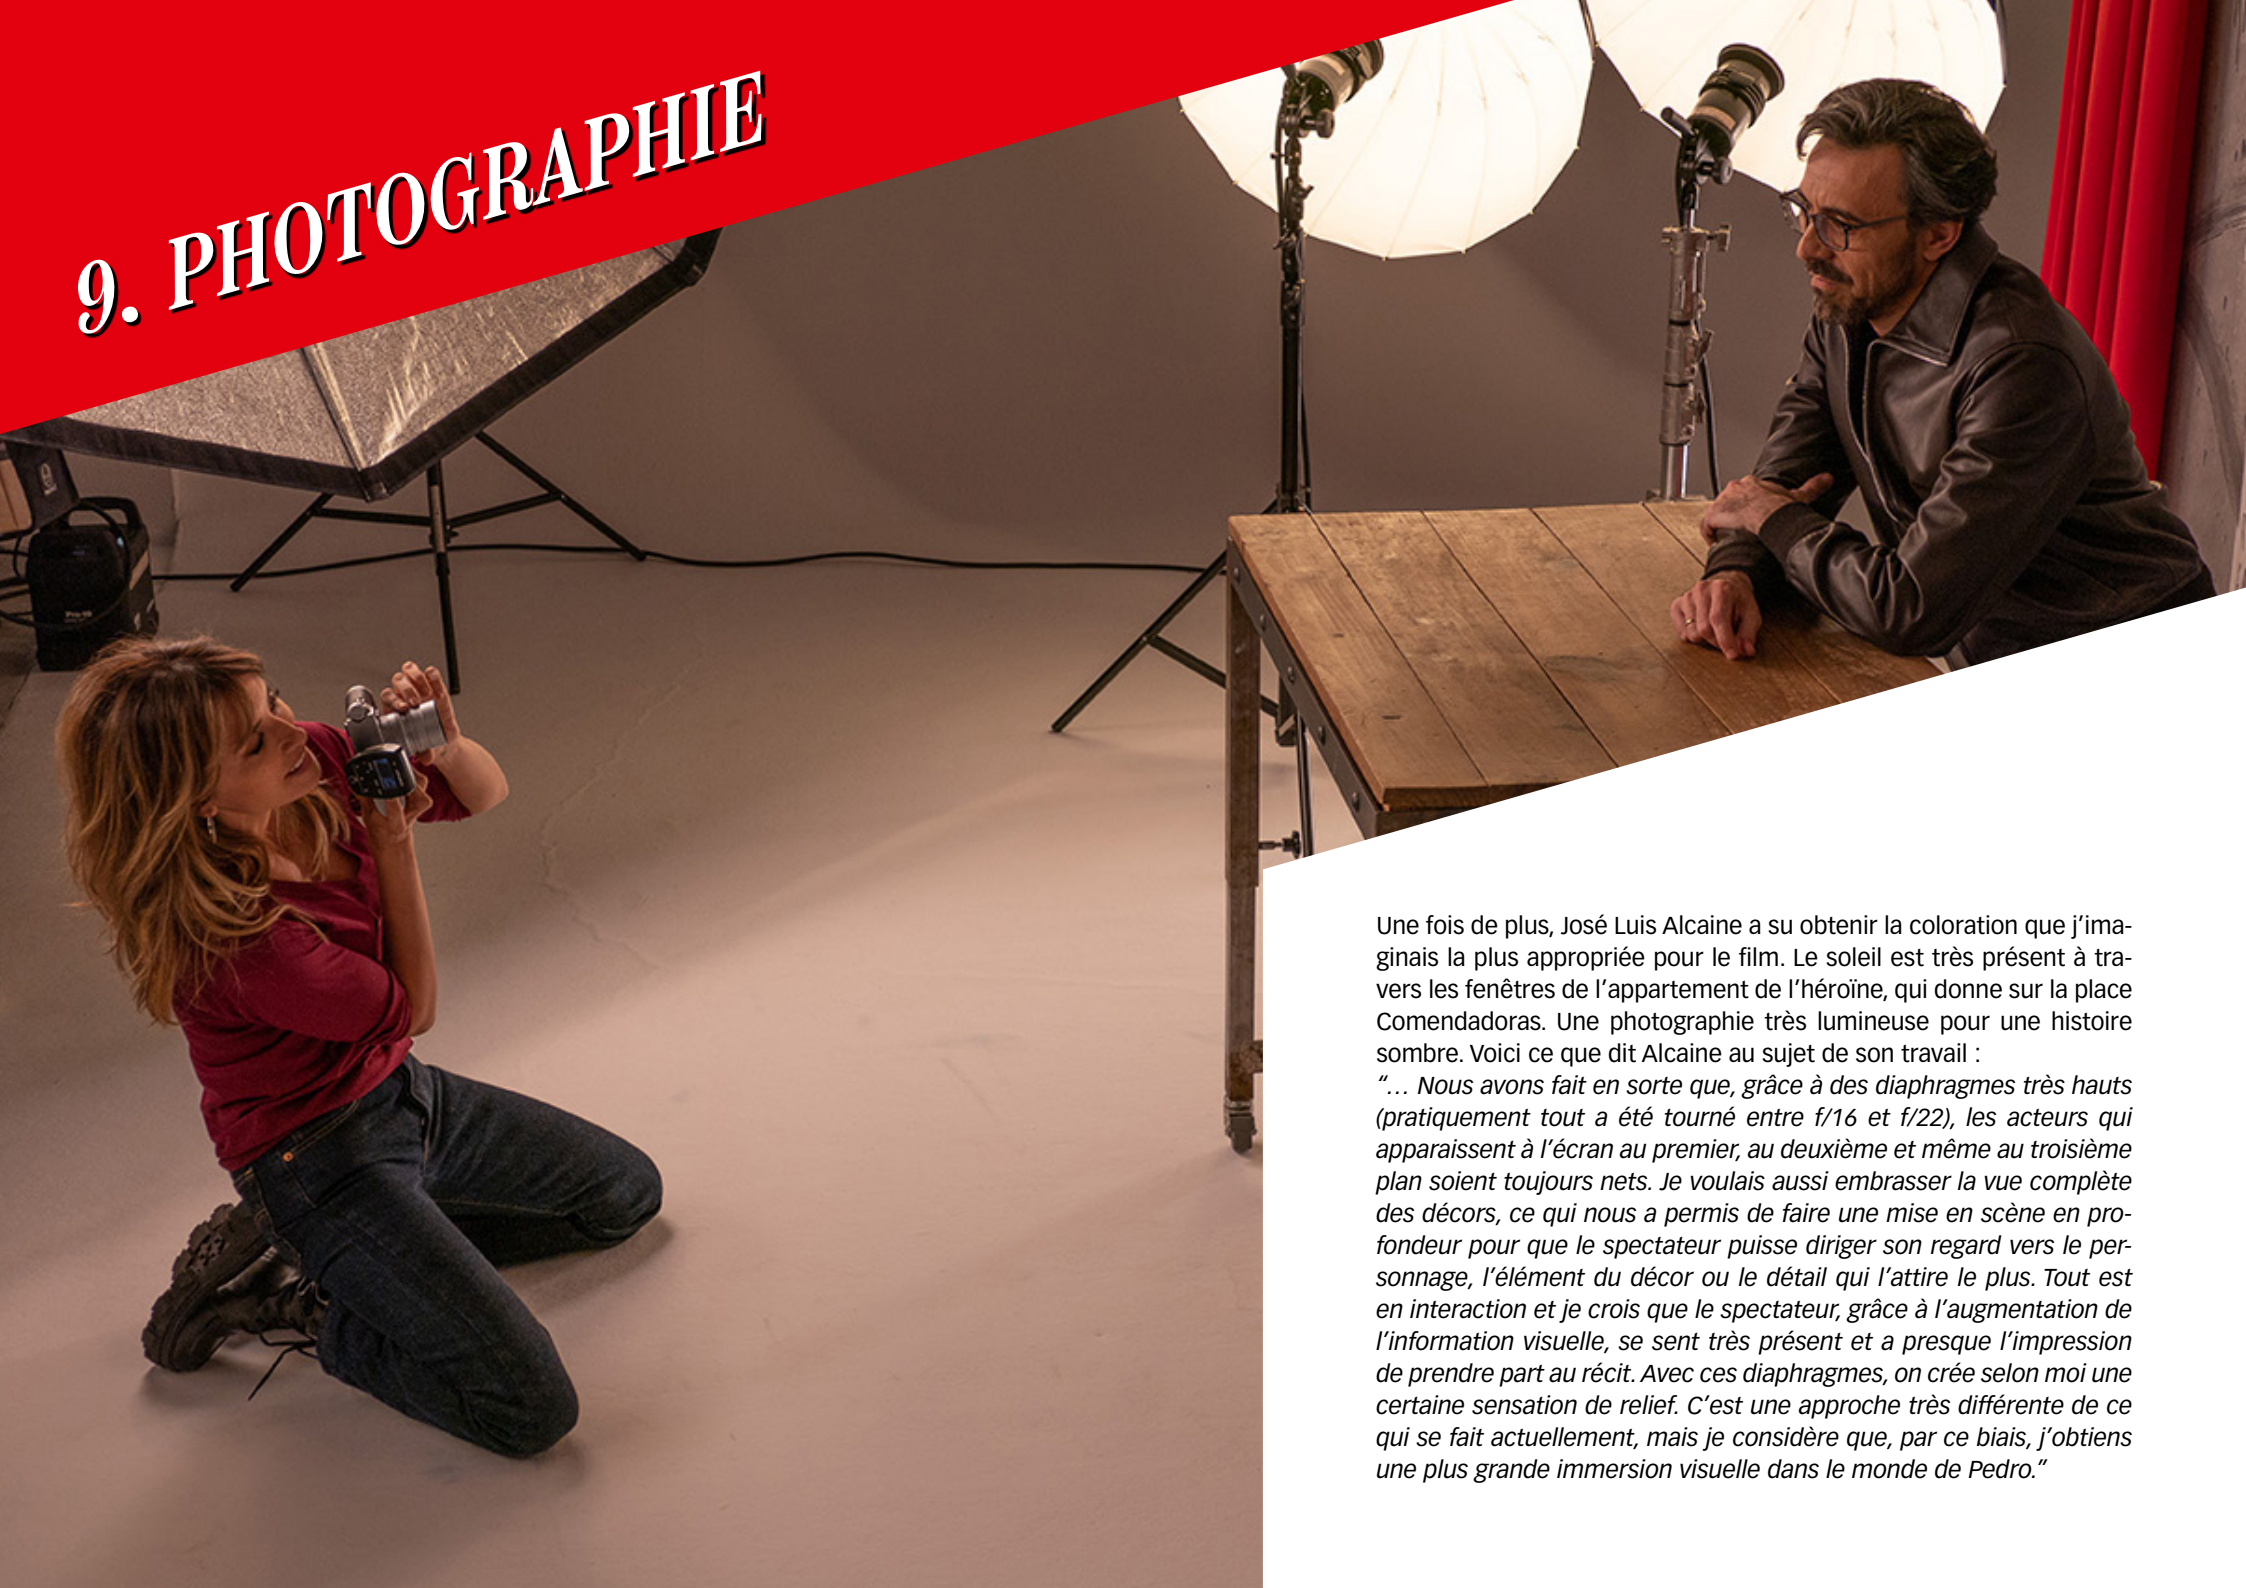 9. PHOTOGRAPHIE
Une fois de plus, José Luis Alcaine a su obtenir la coloration que j’ima-
ginais la plus appropriée pour le film. Le soleil est très présent à tra-
vers les fenêtres de l’appartement de l’héroïne, qui donne sur la place
Comendadoras. Une photographie très lumineuse pour une histoire
sombre. Voici ce que dit Alcaine au sujet de son travail :
“… Nous avons fait en sorte que, grâce à des diaphragmes très hauts
(pratiquement tout a été tourné entre f/16 et f/22), les acteurs qui
apparaissent à l’écran au premier, au deuxième et même au troisième
plan soient toujours nets. Je voulais aussi embrasser la vue complète
des décors, ce qui nous a permis de faire une mise en scène en pro-
fondeur pour que le spectateur puisse diriger son regard vers le per-
sonnage, l’élément du décor ou le détail qui l’attire le plus. Tout est
en interaction et je crois que le spectateur, grâce à l’augmentation de
l’information visuelle, se sent très présent et a presque l’impression
de prendre part au récit. Avec ces diaphragmes, on crée selon moi une
certaine sensation de relief. C’est une approche très différente de ce
qui se fait actuellement, mais je considère que, par ce biais, j’obtiens
une plus grande immersion visuelle dans le monde de Pedro.”